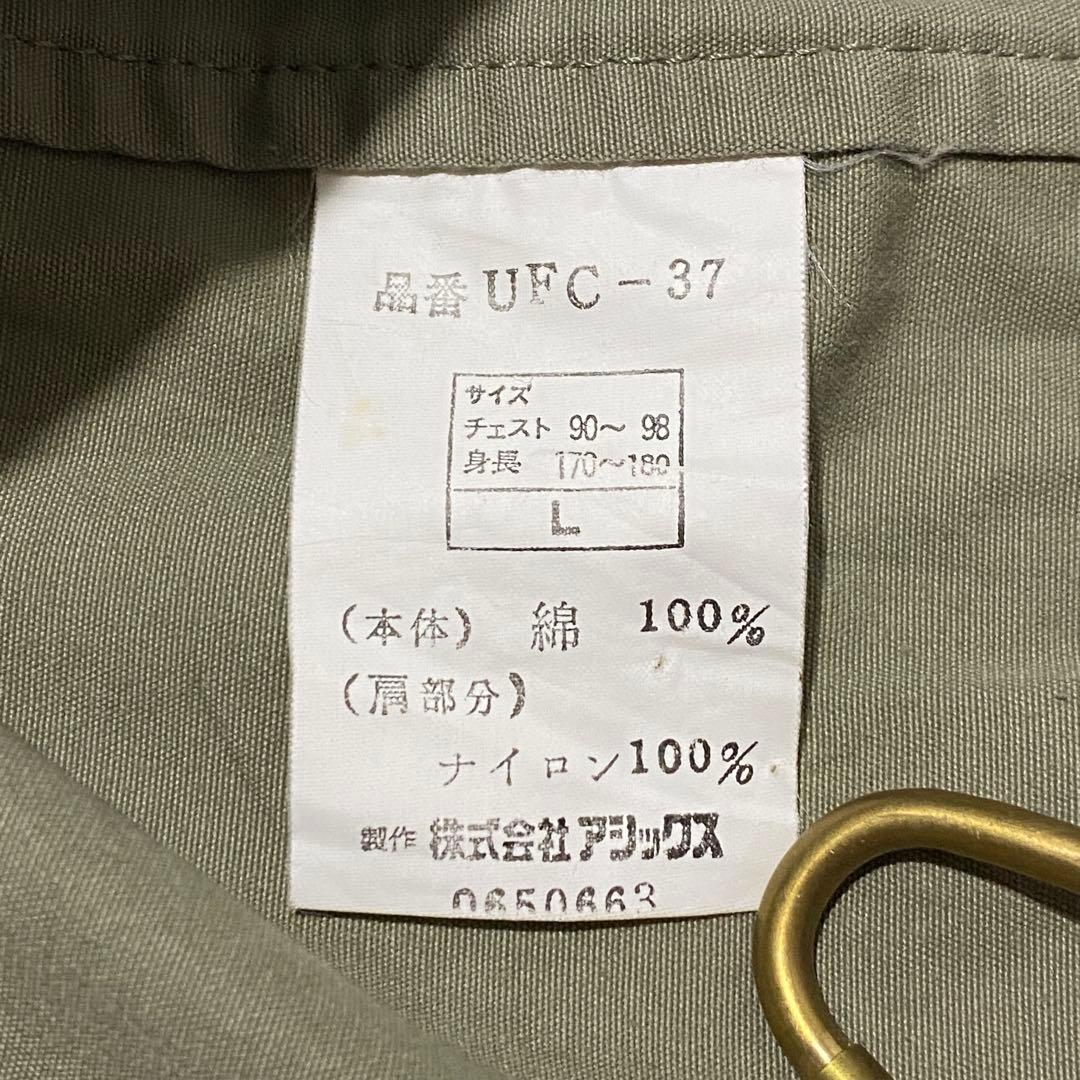 品番 UFC-37
サイズ
チェスト 90〜98
身長 170〜180
L
(本体) 綿 100%
(肩部分)
ナイロン100%
製作 株式会社アシックス
0650663